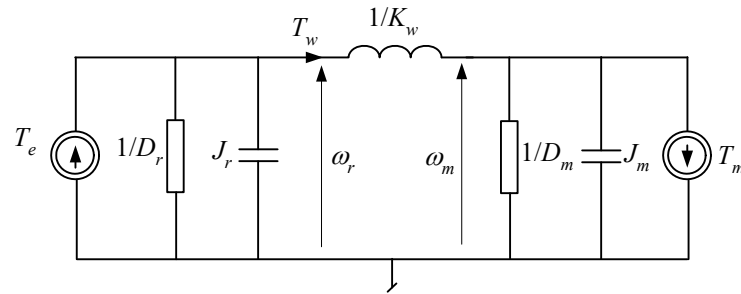 T_w
1/K_w
T_e
1/D_r
J_r
ω_r
ω_m
1/D_m
J_m
T_m